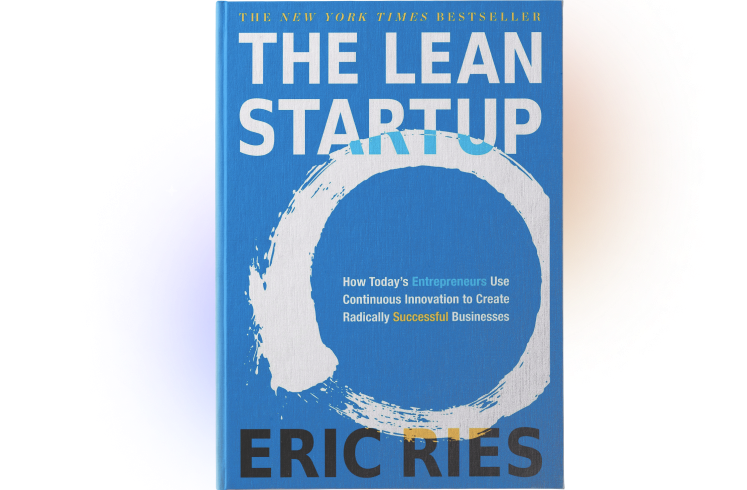 THE NEW YORK TIMES BESTSELLER
THE LEAN
STARTUP
How Today's Entrepreneurs Use
Continuous Innovation to Create
Radically Successful Businesses
ERIC RIES